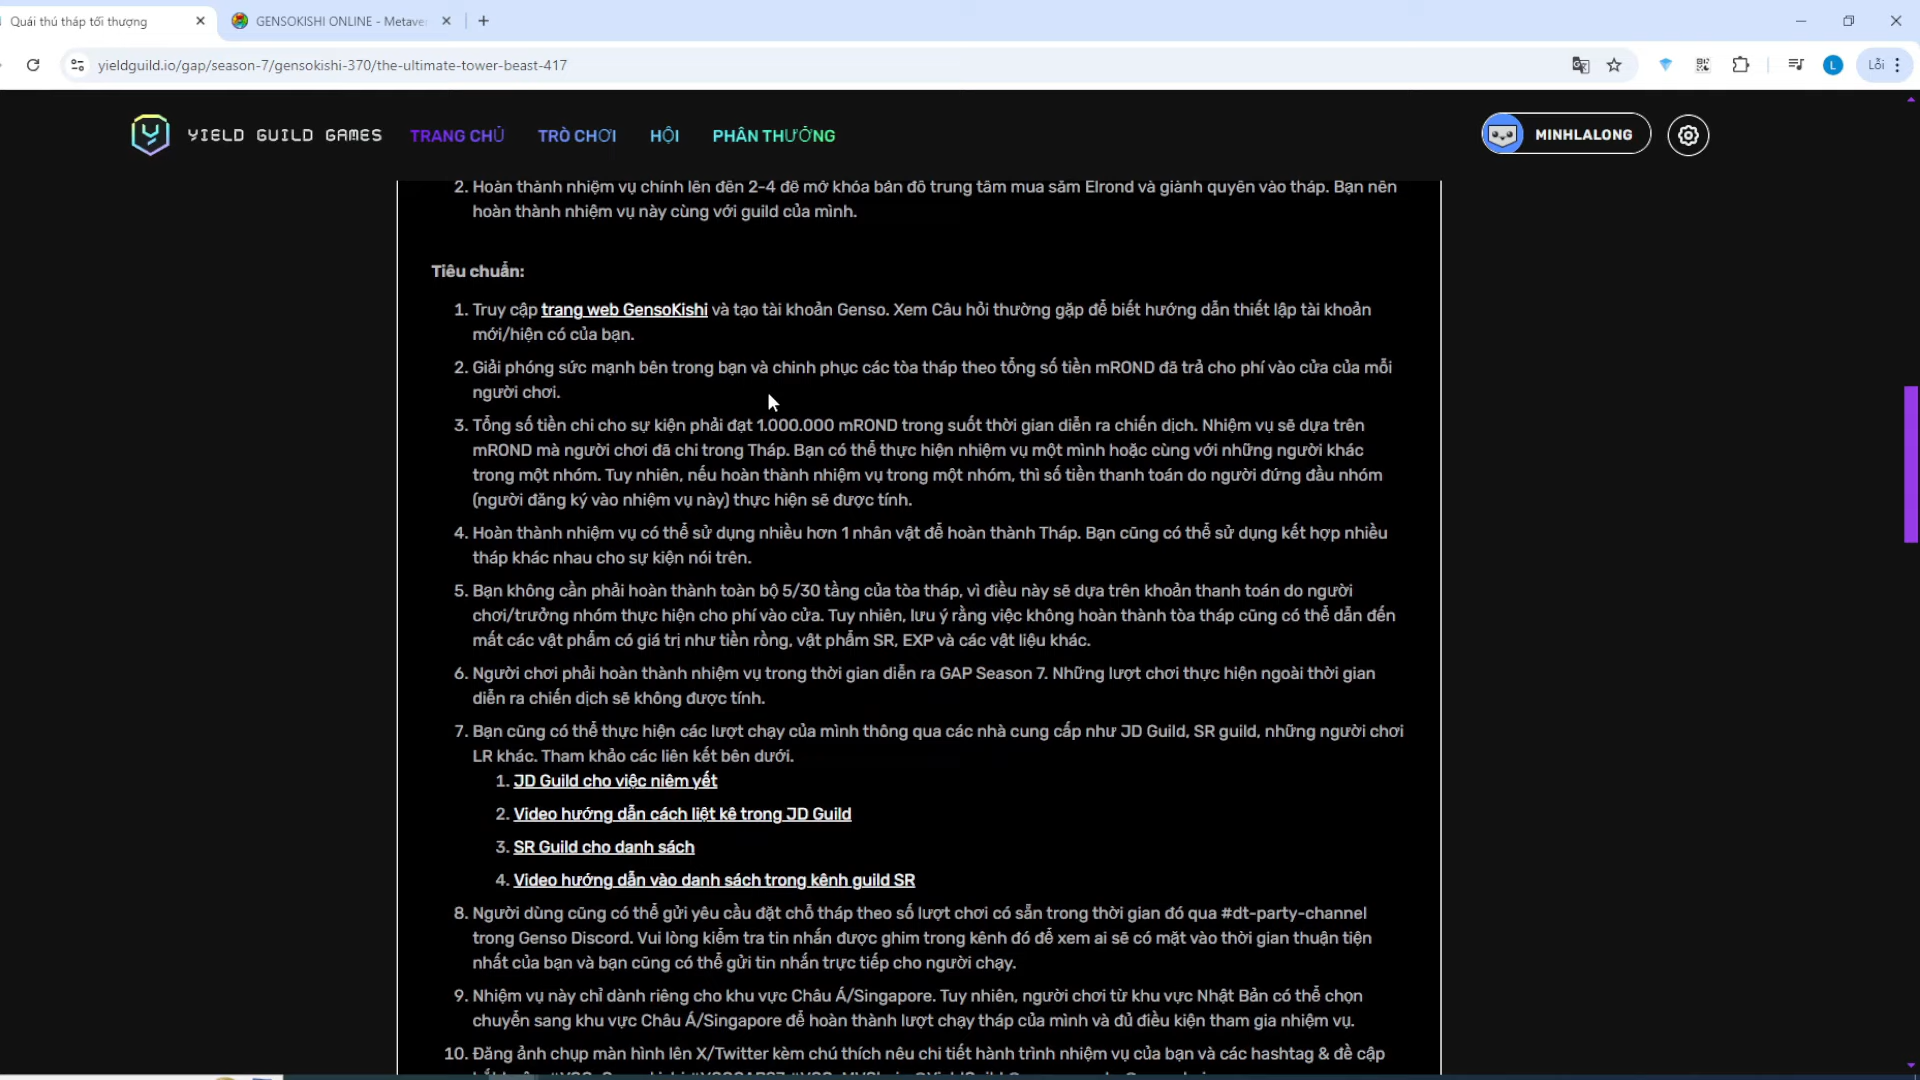 Quái thú tháp tối thượng
GENSOKISHI ONLINE - Metaver
yieldguild.io/gap/season-7/gensokishi-370/the-ultimate-tower-beast-417
L
Lỗi
YIELD GUILD GAMES
TRANG CHỦ
TRÒ CHƠI
HỘI
PHẦN THƯỞNG
MINHLALONG
2. Hoàn thành nhiệm vụ chính lên đến 2-4 để mở khóa bản đồ trung tâm mua sắm Elrond và giành quyền vào tháp. Bạn nên
hoàn thành nhiệm vụ này cùng với guild của mình.
Tiêu chuẩn:
1. Truy cập trang web GensoKishi và tạo tài khoản Genso. Xem Câu hỏi thường gặp để biết hướng dẫn thiết lập tài khoản
mới/hiện có của bạn.
2. Giải phóng sức mạnh bên trong bạn và chinh phục các tòa tháp theo tổng số tiền mROND đã trả cho phí vào cửa của mỗi
người chơi.
3. Tổng số tiền chi cho sự kiện phải đạt 1.000.000 mROND trong suốt thời gian diễn ra chiến dịch. Nhiệm vụ sẽ dựa trên
mROND mà người chơi đã chi trong Tháp. Bạn có thể thực hiện nhiệm vụ một mình hoặc cùng với những người khác
trong một nhóm. Tuy nhiên, nếu hoàn thành nhiệm vụ trong một nhóm, thì số tiền thanh toán do người đứng đầu nhóm
(người đăng ký vào nhiệm vụ này) thực hiện sẽ được tính.
4. Hoàn thành nhiệm vụ có thể sử dụng nhiều hơn 1 nhân vật để hoàn thành Tháp. Bạn cũng có thể sử dụng kết hợp nhiều
tháp khác nhau cho sự kiện nói trên.
5. Bạn không cần phải hoàn thành toàn bộ 5/30 tầng của tòa tháp, vì điều này sẽ dựa trên khoản thanh toán do người
chơi/trưởng nhóm thực hiện cho phí vào cửa. Tuy nhiên, lưu ý rằng việc không hoàn thành tòa tháp cũng có thể dẫn đến
mất các vật phẩm có giá trị như tiền rồng, vật phẩm SR, EXP và các vật liệu khác.
6. Người chơi phải hoàn thành nhiệm vụ trong thời gian diễn ra GAP Season 7. Những lượt chơi thực hiện ngoài thời gian
diễn ra chiến dịch sẽ không được tính.
7. Bạn cũng có thể thực hiện các lượt chạy của mình thông qua các nhà cung cấp như JD Guild, SR guild, những người chơi
LR khác. Tham khảo các liên kết bên dưới.
1. JD Guild cho việc niêm yết
2. Video hướng dẫn cách liệt kê trong JD Guild
3. SR Guild cho danh sách
4. Video hướng dẫn vào danh sách trong kênh guild SR
8. Người dùng cũng có thể gửi yêu cầu đặt chỗ tháp theo số lượt chơi có sẵn trong thời gian đó qua #dt-party-channel
trong Genso Discord. Vui lòng kiểm tra tin nhắn được ghim trong kênh đó để xem ai sẽ có mặt vào thời gian thuận tiện
nhất của bạn và bạn cũng có thể gửi tin nhắn trực tiếp cho người chạy.
9. Nhiệm vụ này chỉ dành riêng cho khu vực Châu Á/Singapore. Tuy nhiên, người chơi từ khu vực Nhật Bản có thể chọn
chuyển sang khu vực Châu Á/Singapore để hoàn thành lượt chạy tháp của mình và đủ điều kiện tham gia nhiệm vụ.
10. Đăng ảnh chụp màn hình lên X/Twitter kèm chú thích nêu chi tiết hành trình nhiệm vụ của bạn và các hashtag & đề cập